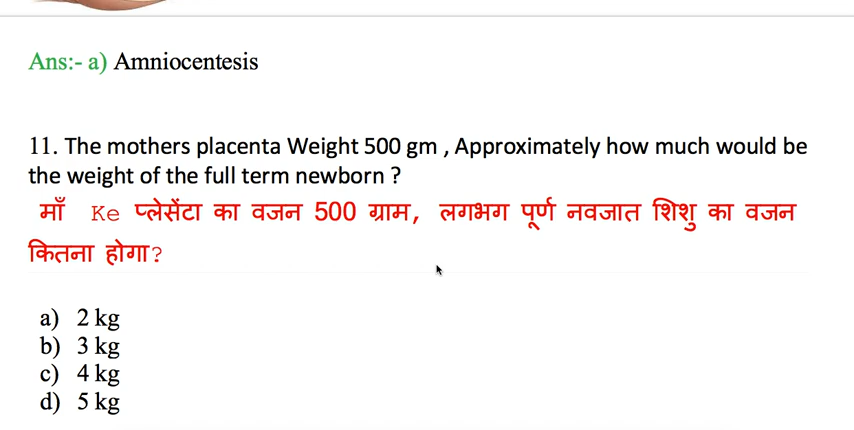 Ans:- a) Amniocentesis
11. The mothers placenta Weight 500 gm , Approximately how much would be
the weight of the full term newborn ?
माँ Ke प्लेसेंटा का वजन 500 ग्राम, लगभग पूर्ण नवजात शिशु का वजन
कितना होगा?
a) 2 kg
b) 3 kg
c) 4 kg
d) 5 kg